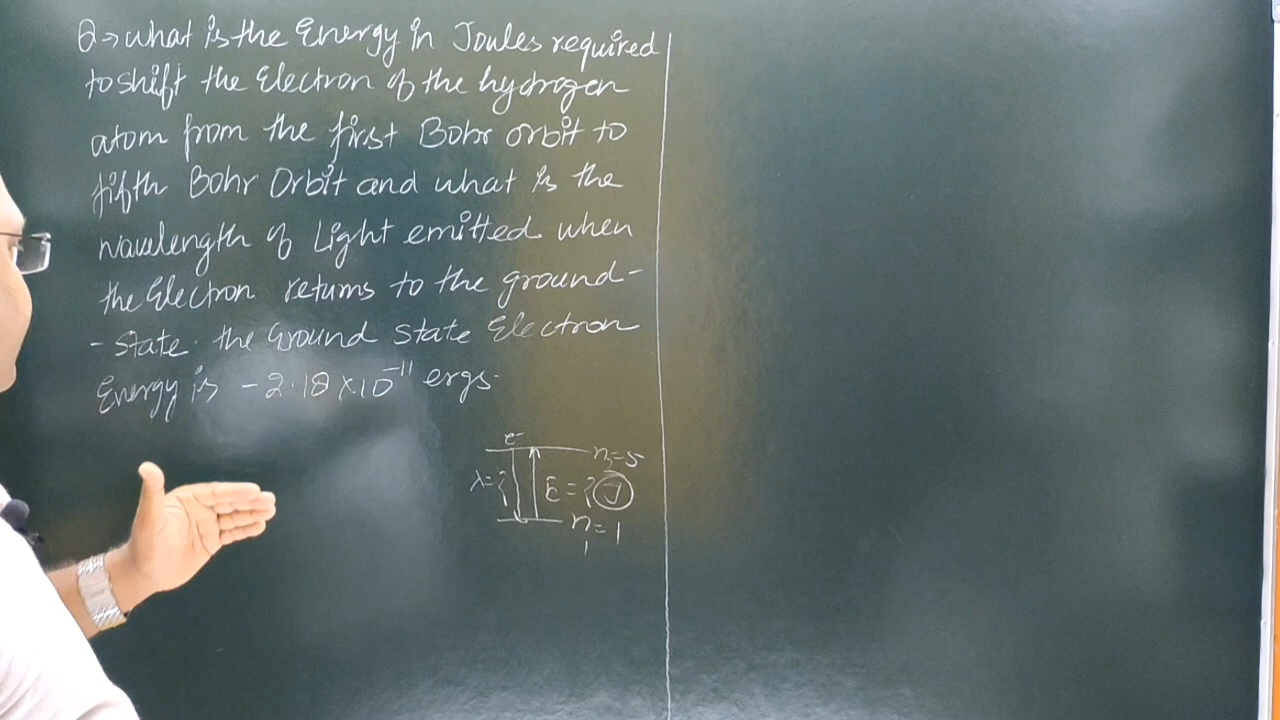 Q→ what is the Energy in Joules required
to shift the Electron of the hydrogen
atom from the first Bohr orbit to
fifth Bohr Orbit and what is the
wavelength of Light emitted when
the Electron returns to the ground-
-state. the Ground state Electron
Energy is -2.18×10⁻¹¹ ergs.
e⁻
n₂=5
λ=? E=? J
n₁=1